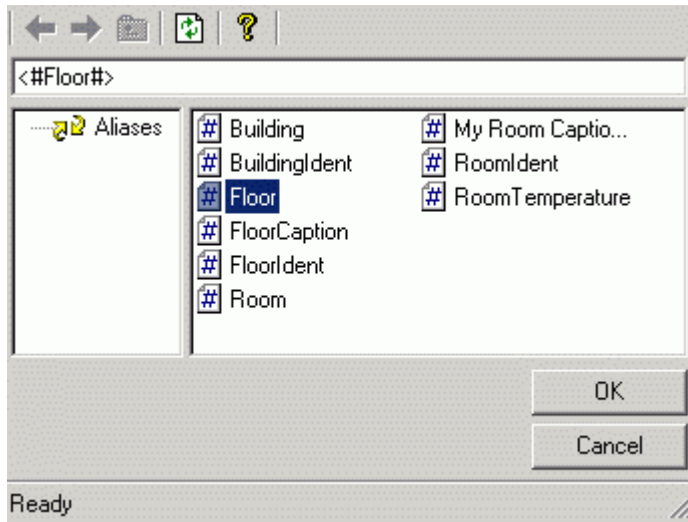 <#Floor#>
Aliases
Building
BuildingIdent
Floor
FloorCaption
FloorIdent
Room
My Room Captio...
RoomIdent
RoomTemperature
OK
Cancel
Ready